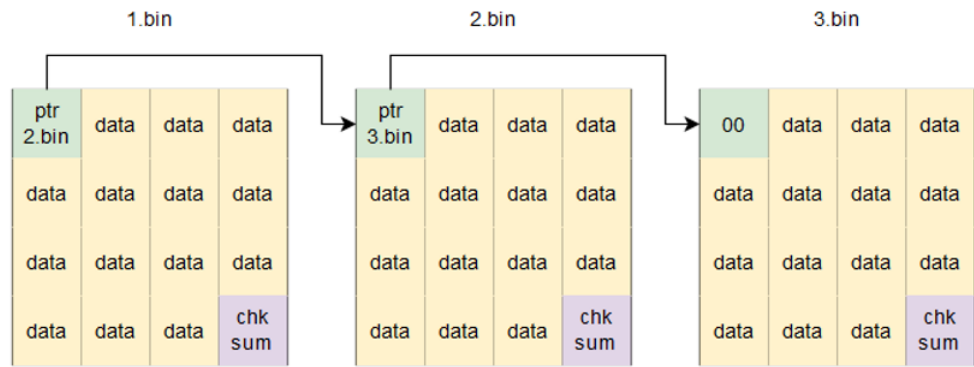 1.bin 2.bin 3.bin
ptr 2.bin data data data ptr 3.bin data data data 00 data data data
data data data data data data data data data data data data
data data data data data data data data data data data data
data data data chk sum data data data chk sum data data data chk sum